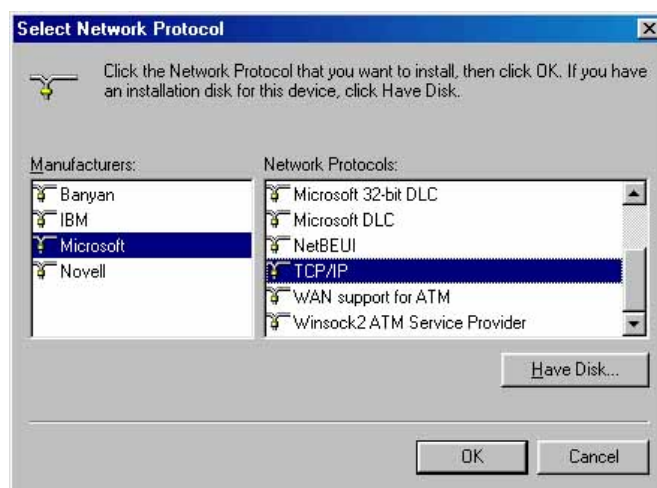 Select Network Protocol
Click the Network Protocol that you want to install, then click OK. If you have
an installation disk for this device, click Have Disk.
Manufacturers:
Banyan
IBM
Microsoft
Novell
Network Protocols:
Microsoft 32-bit DLC
Microsoft DLC
NetBEUI
TCP/IP
WAN support for ATM
Winsock2 ATM Service Provider
Have Disk...
OK
Cancel